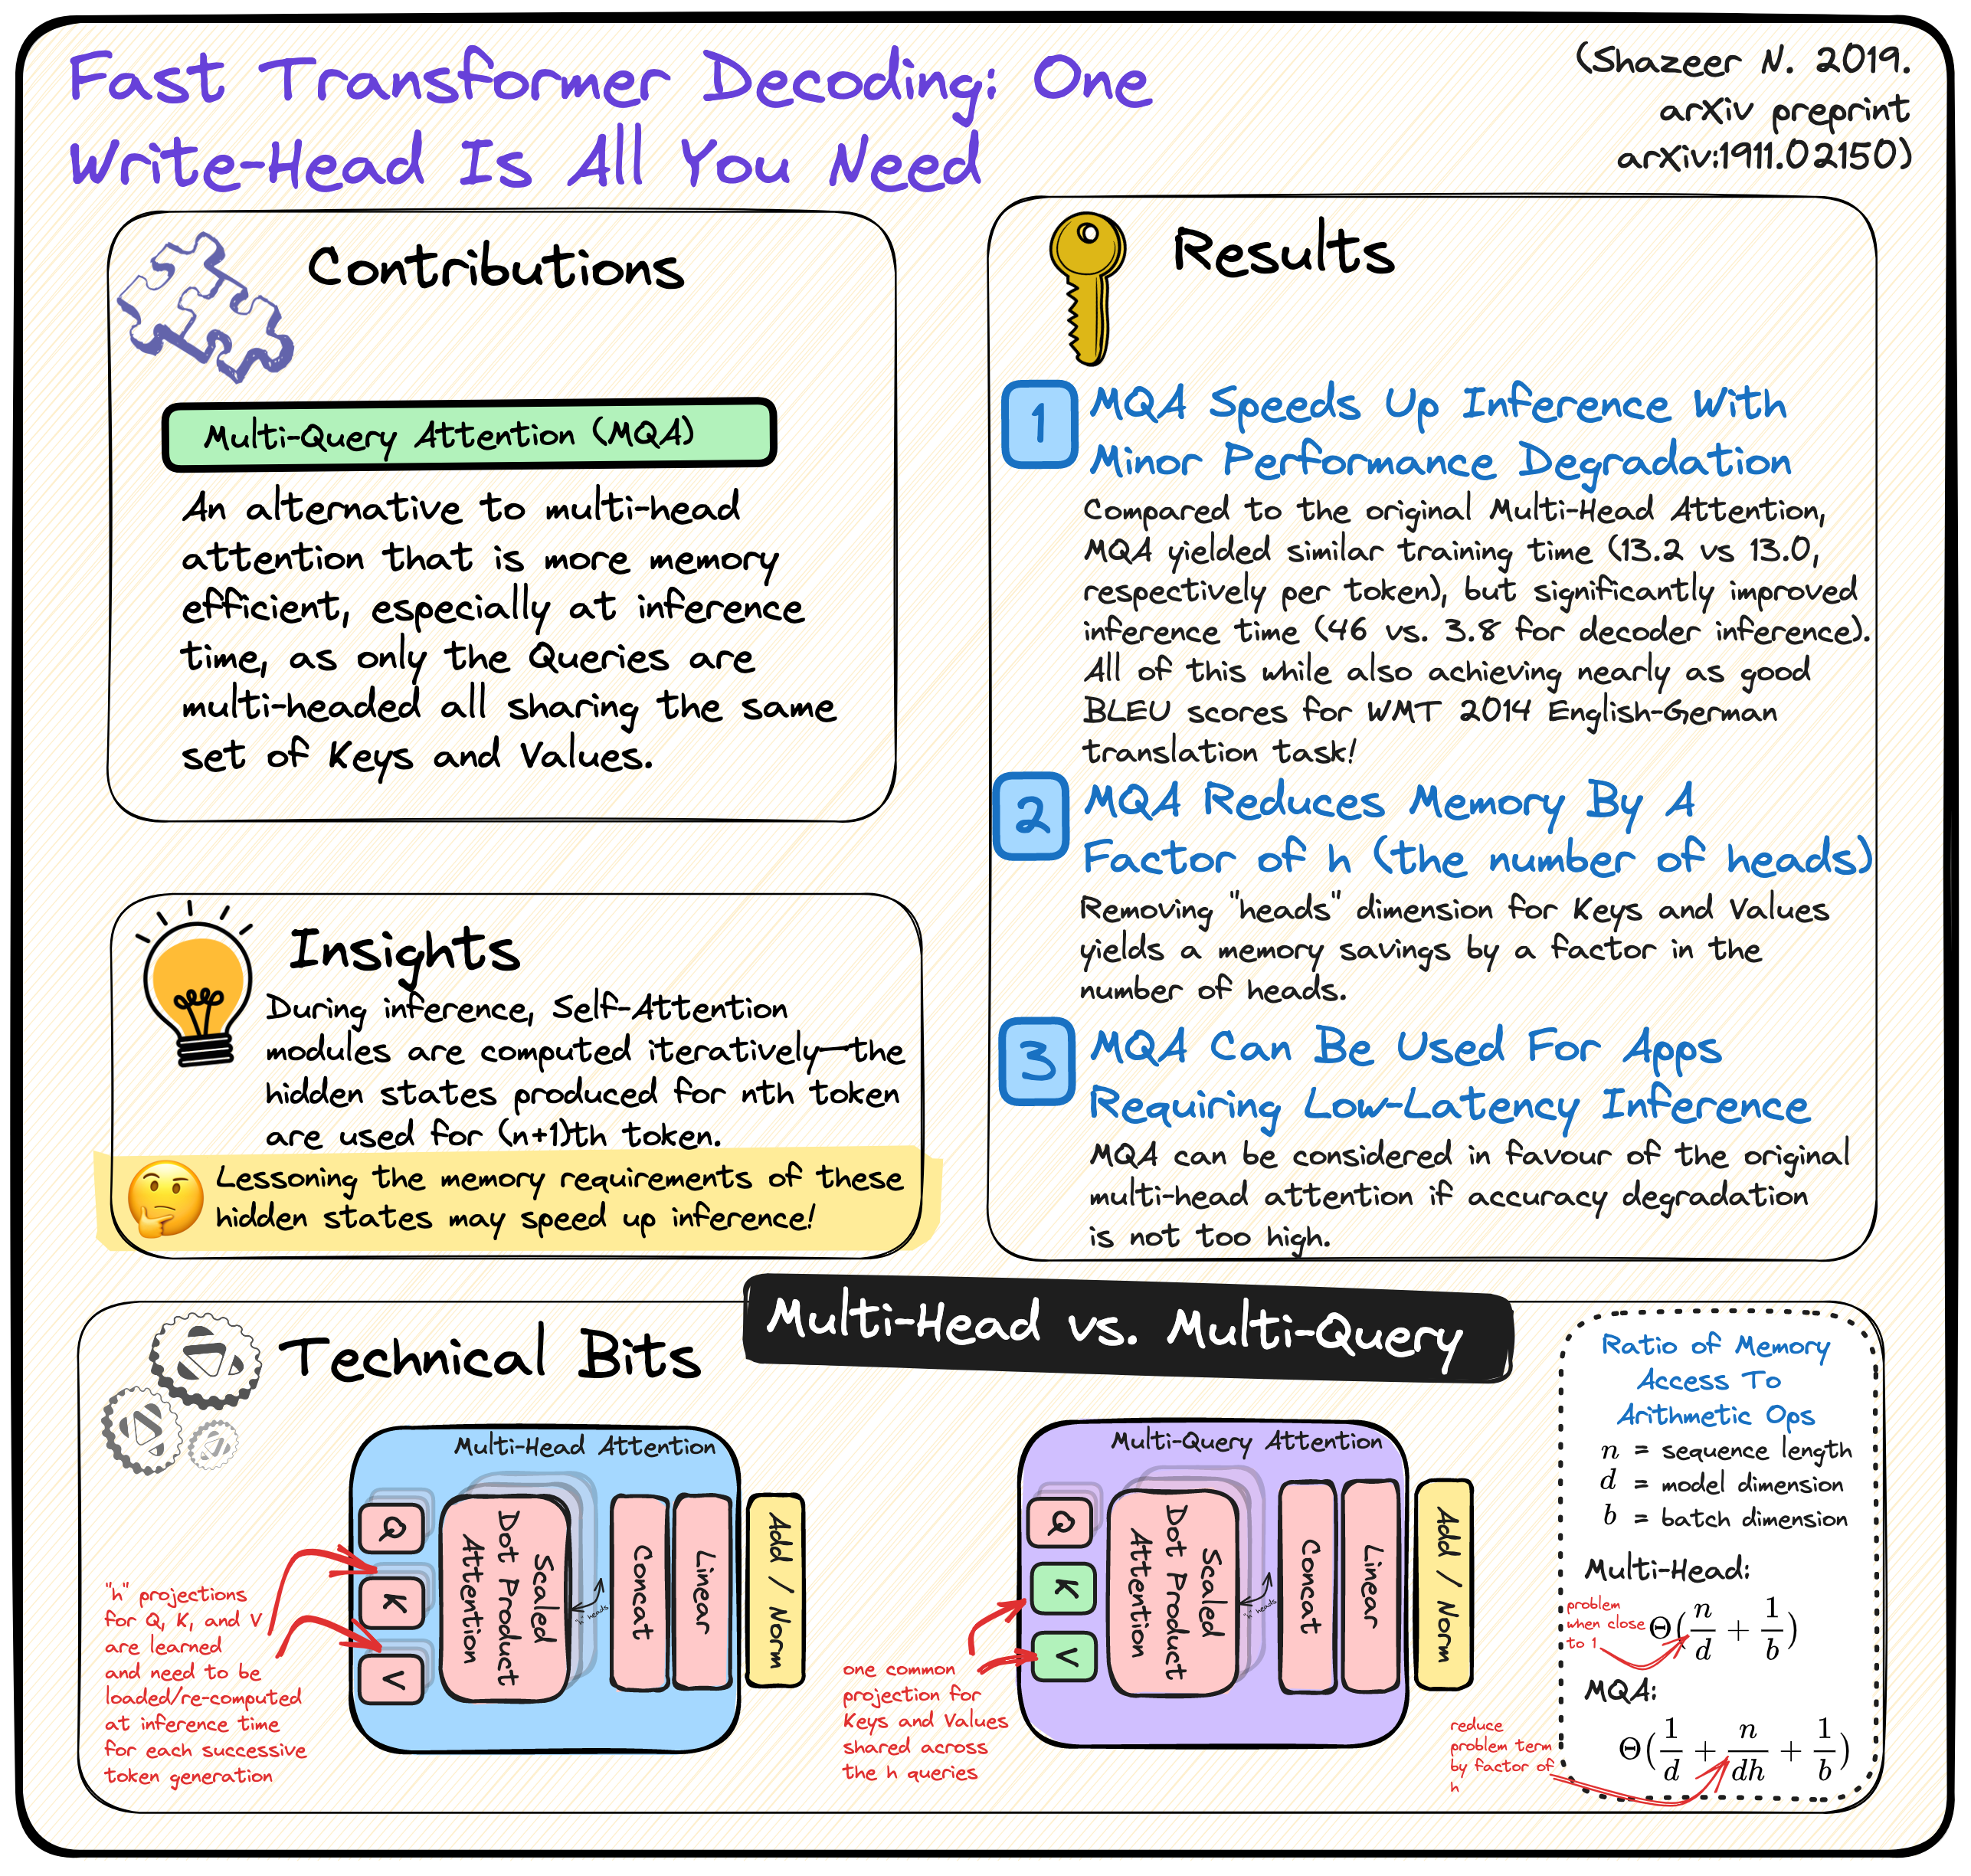 Fast Transformer Decoding: One
Write-Head Is All You Need
(Shazeer N. 2019.
arXiv preprint
arXiv:1911.02150)
Contributions
Multi-Query Attention (MQA)
An alternative to multi-head
attention that is more memory
efficient, especially at inference
time, as only the Queries are
multi-headed all sharing the same
set of Keys and Values.
Insights
During inference, Self-Attention
modules are computed iteratively—the
hidden states produced for nth token
are used for (n+1)th token.
Lessoning the memory requirements of these
hidden states may speed up inference!
Results
1
MQA Speeds Up Inference With
Minor Performance Degradation
Compared to the original Multi-Head Attention,
MQA yielded similar training time (13.2 vs 13.0,
respectively per token), but significantly improved
inference time (46 vs. 3.8 for decoder inference).
All of this while also achieving nearly as good
BLEU scores for WMT 2014 English-German
translation task!
2
MQA Reduces Memory By A
Factor of h (the number of heads)
Removing "heads" dimension for Keys and Values
yields a memory savings by a factor in the
number of heads.
3
MQA Can Be Used For Apps
Requiring Low-Latency Inference
MQA can be considered in favour of the original
multi-head attention if accuracy degradation
is not too high.
Technical Bits
Multi-Head vs. Multi-Query
"h" projections
for Q, K, and V
are learned
and need to be
loaded/re-computed
at inference time
for each successive
token generation
Multi-Head Attention
Q
K
V
Scaled
Dot Product
Attention
"h" heads
Concat
Linear
Add / Norm
one common
projection for
Keys and Values
shared across
the h queries
Multi-Query Attention
Q
K
V
Scaled
Dot Product
Attention
"h" heads
Concat
Linear
Add / Norm
Ratio of Memory
Access To
Arithmetic Ops
n = sequence length
d = model dimension
b = batch dimension
Multi-Head:
problem
when close
to 1
Θ(n/d + 1/b)
MQA:
Θ(1/d + n/dh + 1/b)
reduce
problem term
by factor of
h